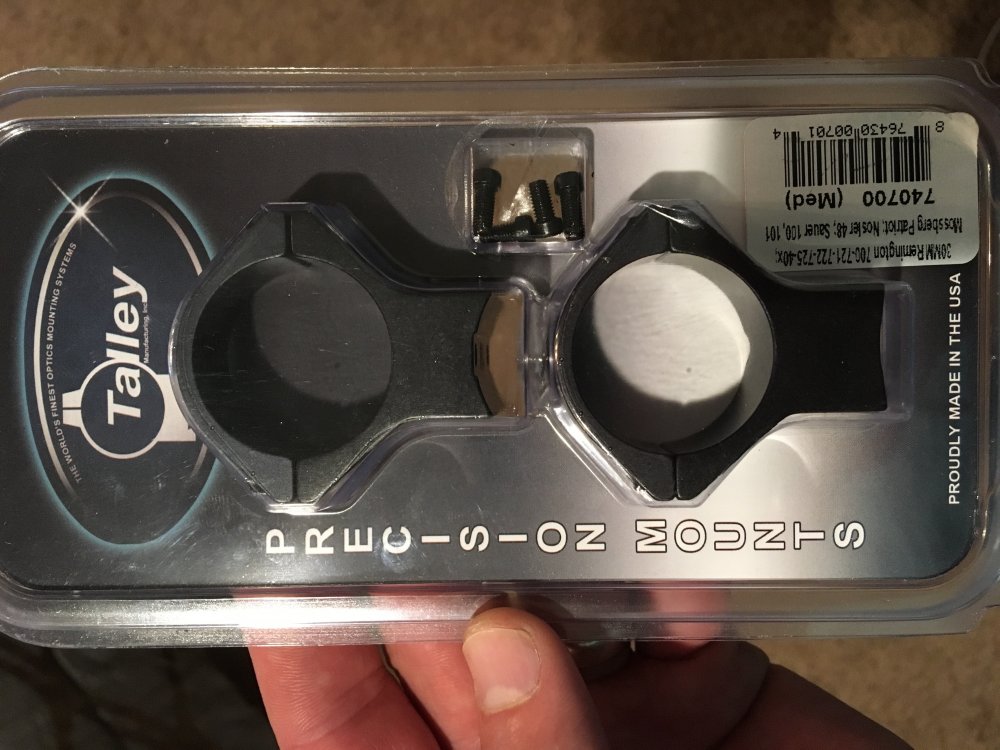 THE WORLD'S FINEST OPTICS MOUNTING SYSTEMS
Talley
Manufacturing, Inc.
PRECISION MOUNTS
PROUDLY MADE IN THE USA
30MM Remington 700-721-722-725-40x,
Mossberg Patriot, Nosler 48, Sauer 100, 101
740700 (Med)
8 76430 00701 4